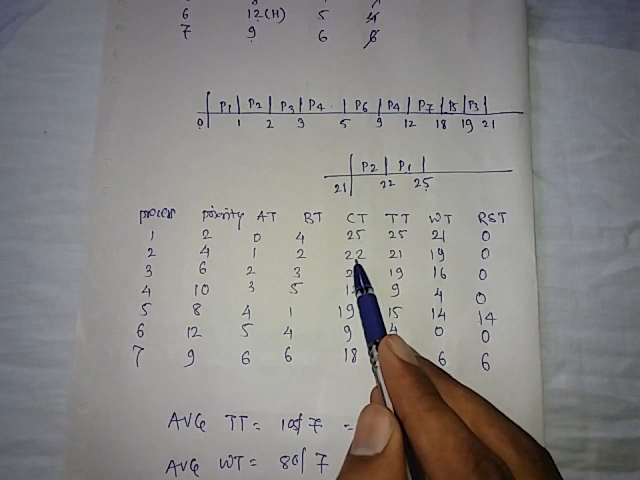 6 12(H) 5 4
7 9 6 6
P1 P2 P3 P4 P6 P4 P7 P5 P3
0 1 2 3 5 9 12 18 19 21
P2 P1
21 22 25
process priority AT BT CT TT WT RST
1 2 0 4 25 25 21 0
2 4 1 2 22 21 19 0
3 6 2 3 19 16 0
4 10 3 5 9 4 0
5 8 4 1 19 15 14 14
6 12 5 4 9 4 0 0
7 9 6 6 18 6 6
AVG TT =
AVG WT = 80/7